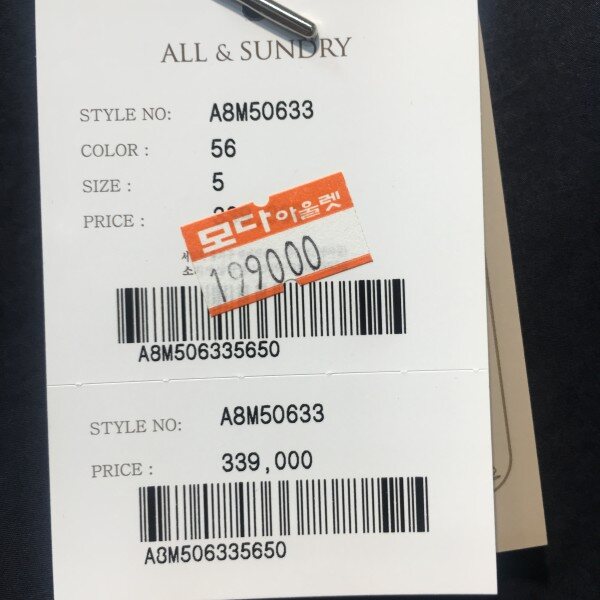 ALL & SUNDRY
STYLE NO: A8M50633
COLOR : 56
SIZE : 5
PRICE :
모다아울렛
199000
A8M506335650
STYLE NO: A8M50633
PRICE : 339,000
A8M506335650